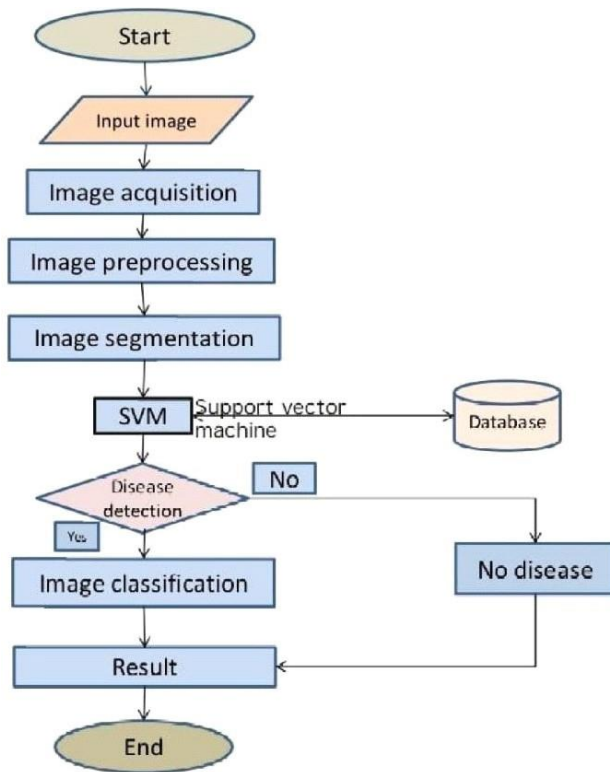 Start
Input image
Image acquisition
Image preprocessing
Image segmentation
SVM
Support vector
machine
Database
Disease
detection
No
Yes
Image classification
No disease
Result
End